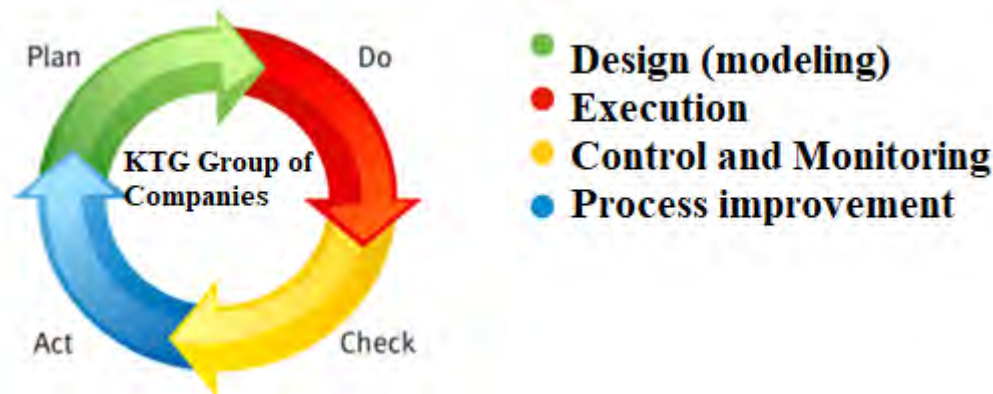 Plan
Do
KTG Group of
Companies
Act
Check
Design (modeling)
Execution
Control and Monitoring
Process improvement